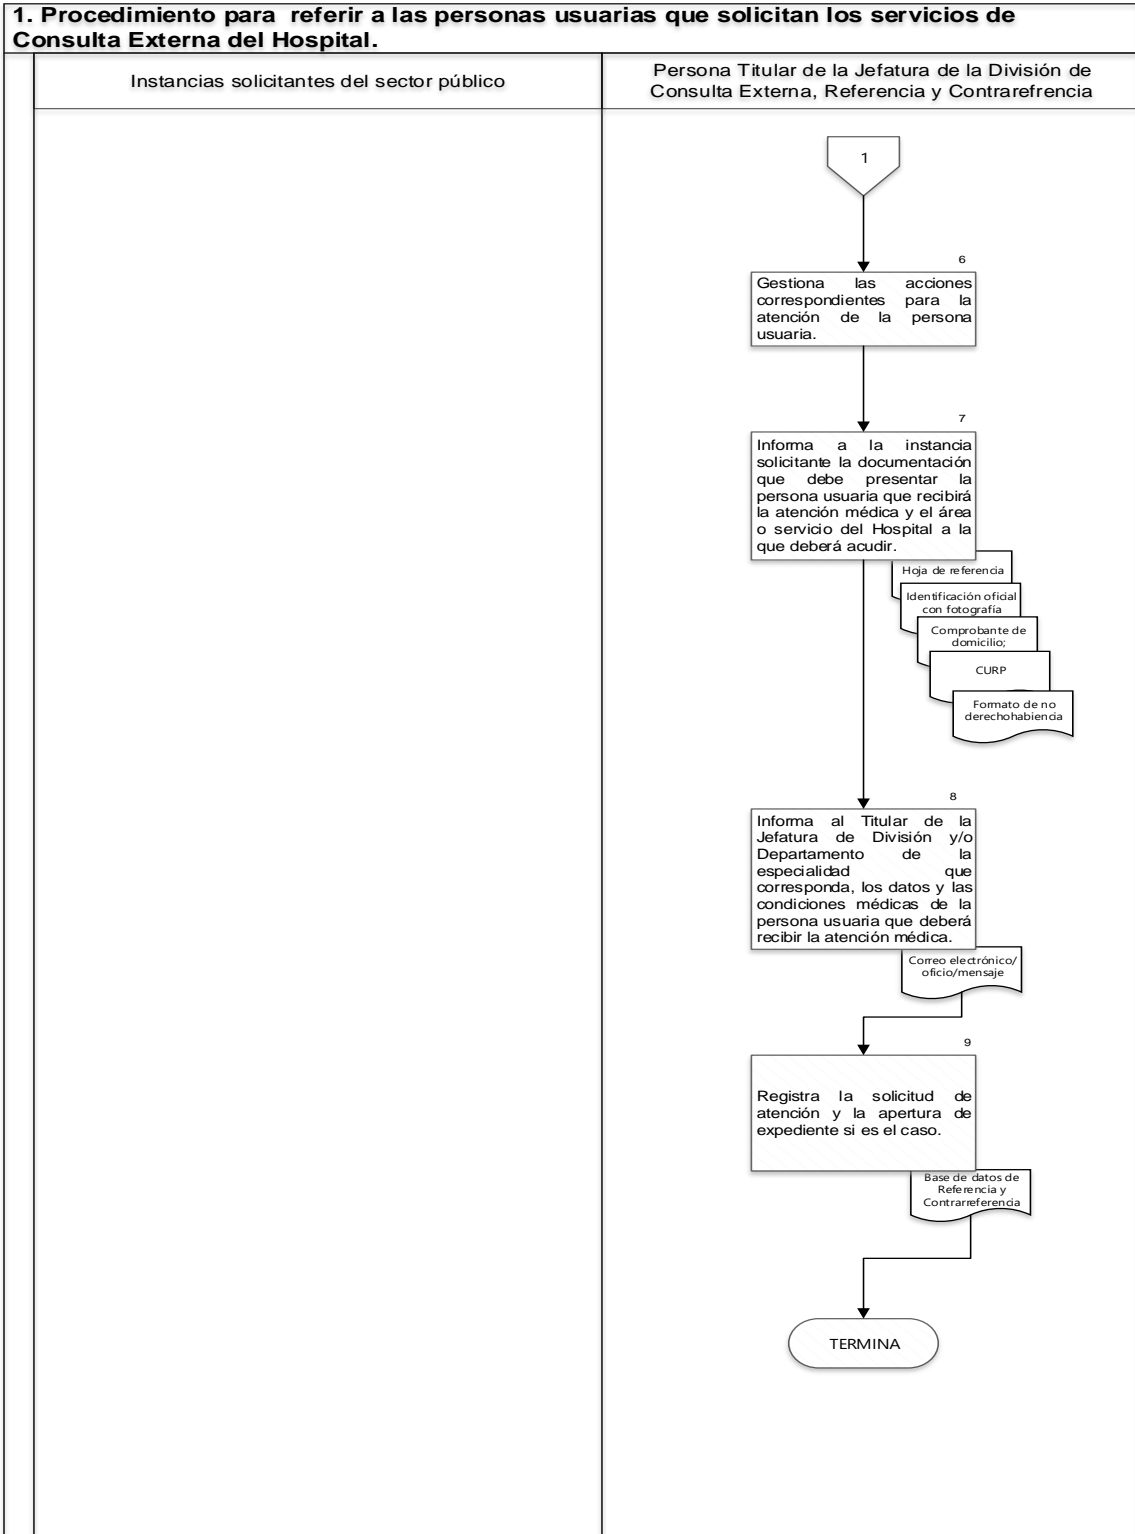 1. Procedimiento para  referir a las personas usuarias que solicitan los servicios de
Consulta Externa del Hospital.
Instancias solicitantes del sector público
Persona Titular de la Jefatura de la División de
Consulta Externa, Referencia y Contrarefrencia
1
6
Gestiona las acciones
correspondientes para la
atención de la persona
usuaria.
7
Informa a la instancia
solicitante la documentación
que debe presentar la
persona usuaria que recibirá
la atención médica y el área
o servicio del Hospital a la
que deberá acudir.
Hoja de referencia
Identificación oficial
con fotografía
Comprobante de
domicilio;
CURP
Formato de no
derechohabiencia
8
Informa al Titular de la
Jefatura de División y/o
Departamento de la
especialidad que
corresponda, los datos y las
condiciones médicas de la
persona usuaria que deberá
recibir la atención médica.
Correo electrónico/
oficio/mensaje
9
Registra la solicitud de
atención y la apertura de
expediente si es el caso.
Base de datos de
Referencia y
Contrarreferencia
TERMINA